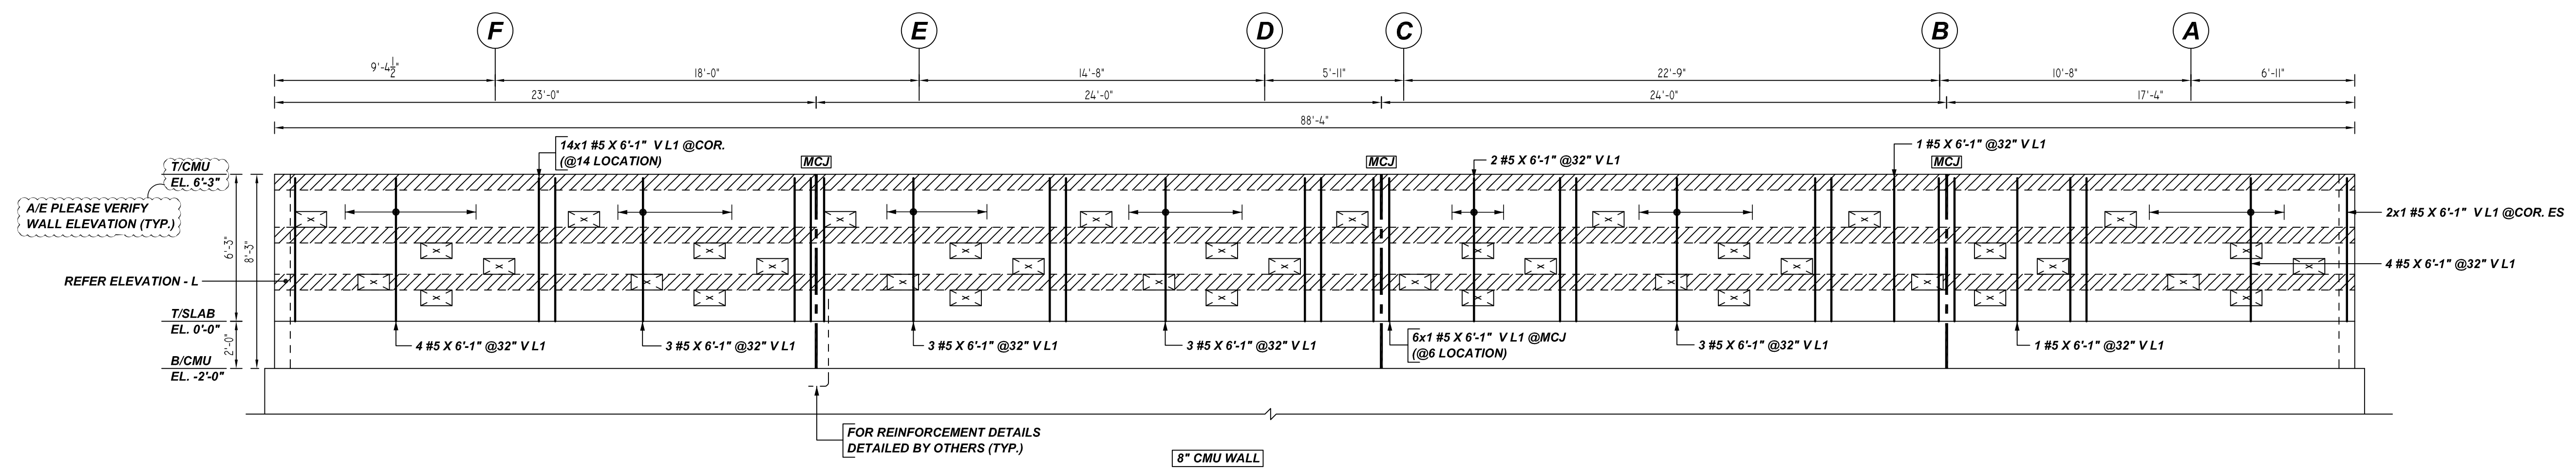 F
E
D
C
B
A
9'-4 1/2"
18'-0"
14'-8"
5'-11"
22'-9"
10'-8"
6'-11"
23'-0"
24'-0"
24'-0"
17'-4"
88'-4"
14x1 #5 X 6'-1" V L1 @COR.
(@14 LOCATION)
MCJ
MCJ
2 #5 X 6'-1" @32" V L1
1 #5 X 6'-1" @32" V L1
MCJ
T/CMU
EL. 6'-3"
A/E PLEASE VERIFY
WALL ELEVATION (TYP.)
6'-3"
8'-3"
2x1 #5 X 6'-1" V L1 @COR. ES
4 #5 X 6'-1" @32" V L1
REFER ELEVATION - L
T/SLAB
EL. 0'-0"
2'-0"
B/CMU
EL. -2'-0"
4 #5 X 6'-1" @32" V L1
3 #5 X 6'-1" @32" V L1
3 #5 X 6'-1" @32" V L1
3 #5 X 6'-1" @32" V L1
6x1 #5 X 6'-1" V L1 @MCJ
(@6 LOCATION)
3 #5 X 6'-1" @32" V L1
1 #5 X 6'-1" @32" V L1
FOR REINFORCEMENT DETAILS
DETAILED BY OTHERS (TYP.)
8" CMU WALL